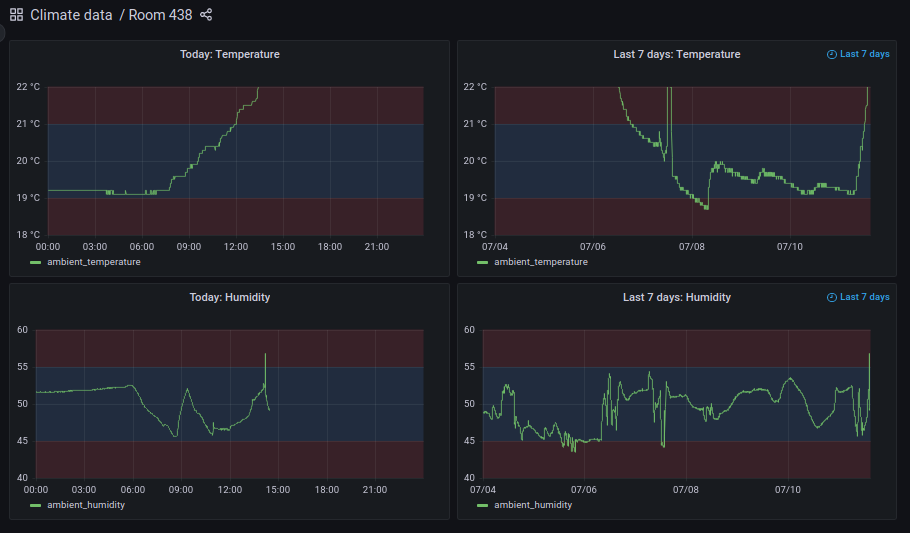 Climate data / Room 438
Today: Temperature
22 °C
21 °C
20 °C
19 °C
18 °C
00:00 03:00 06:00 09:00 12:00 15:00 18:00 21:00
ambient_temperature
Last 7 days: Temperature
Last 7 days
22 °C
21 °C
20 °C
19 °C
18 °C
07/04 07/06 07/08 07/10
ambient_temperature
Today: Humidity
60
55
50
45
40
00:00 03:00 06:00 09:00 12:00 15:00 18:00 21:00
ambient_humidity
Last 7 days: Humidity
Last 7 days
60
55
50
45
40
07/04 07/06 07/08 07/10
ambient_humidity